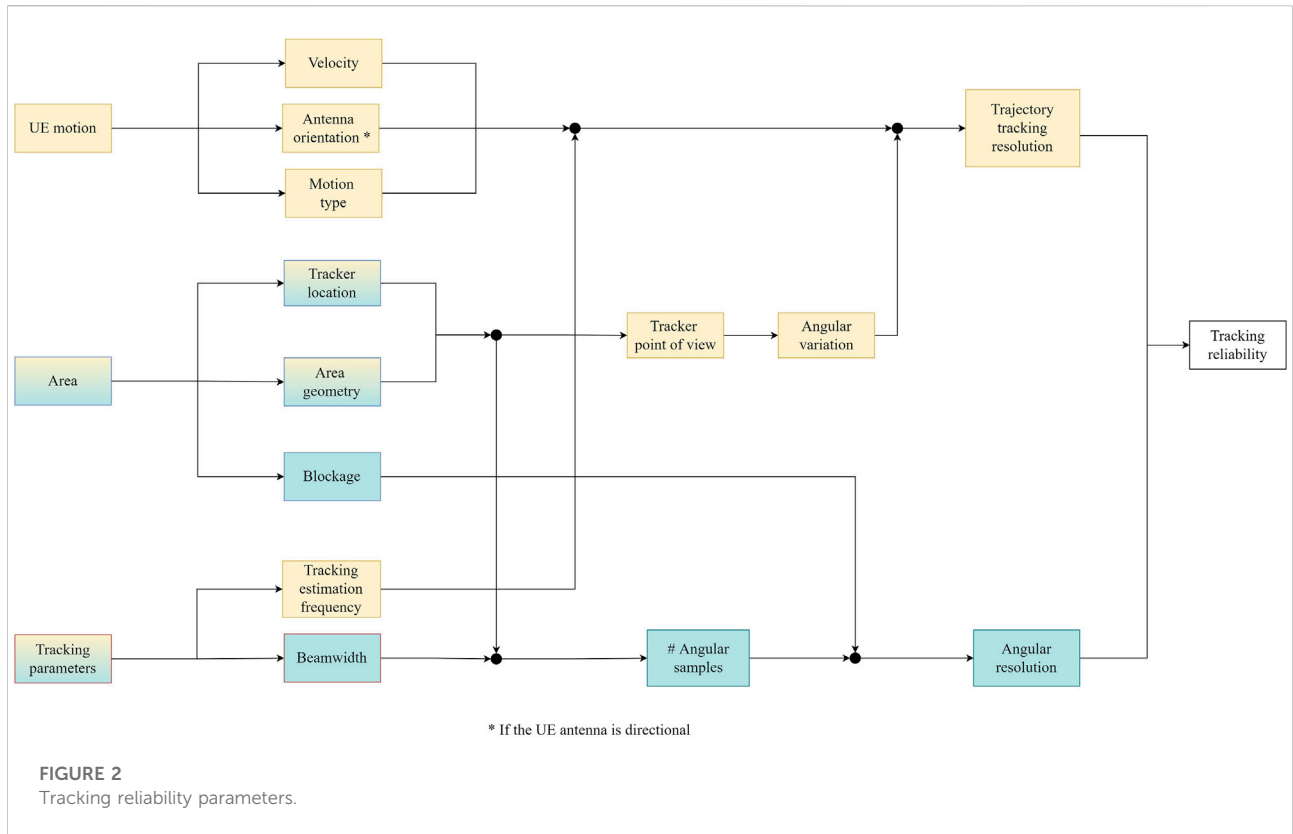 Velocity
UE motion
Antenna
orientation *
Motion
type
Trajectory
tracking
resolution
Tracker
location
Area
Area
geometry
Blockage
Tracker
point of view
Angular
variation
Tracking
reliability
Tracking
estimation
frequency
Tracking
parameters
Beamwidth
# Angular
samples
Angular
resolution
* If the UE antenna is directional
FIGURE 2
Tracking reliability parameters.